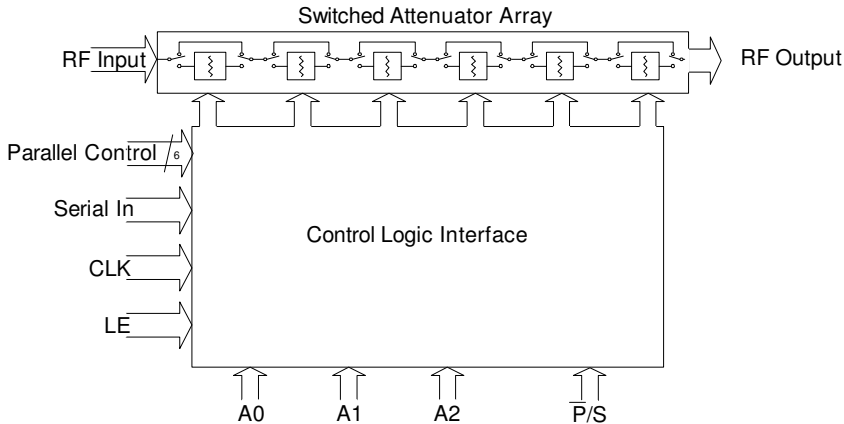 Switched Attenuator Array
RF Input
RF Output
Parallel Control
6
Serial In
Control Logic Interface
CLK
LE
A0
A1
A2
P̅/S